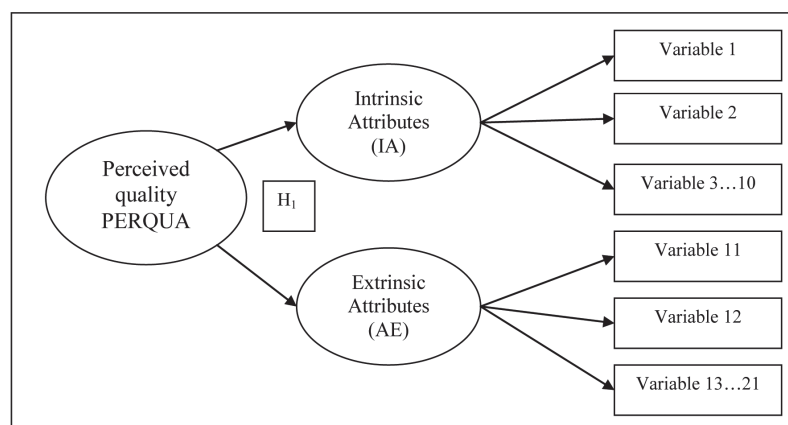 Perceived
quality
PERQUA
H₁
Intrinsic
Attributes
(IA)
Extrinsic
Attributes
(AE)
Variable 1
Variable 2
Variable 3...10
Variable 11
Variable 12
Variable 13...21